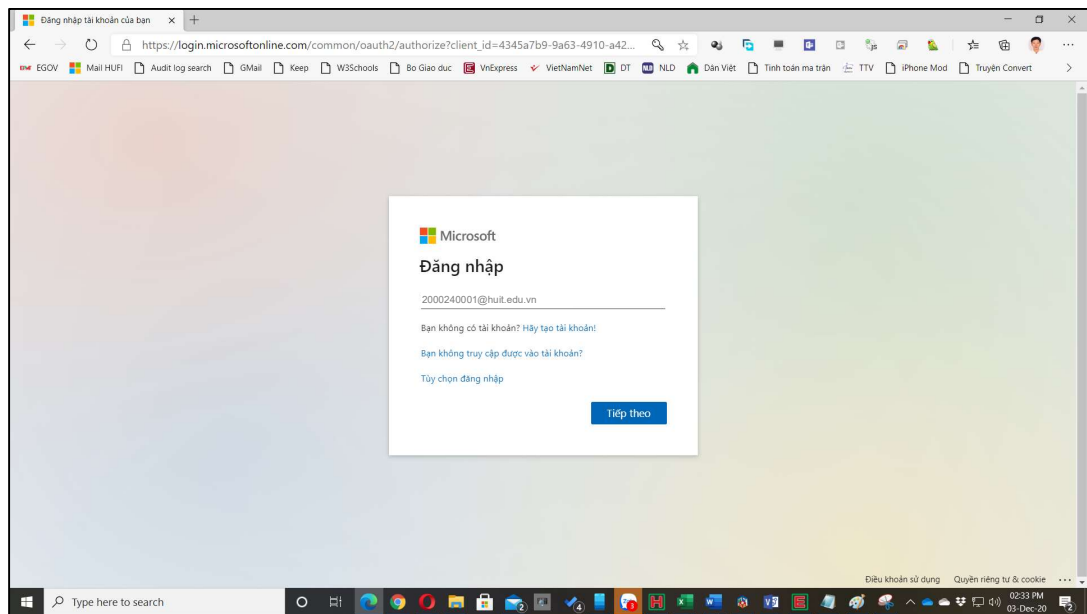 Đăng nhập tài khoản của bạn
https://login.microsoftonline.com/common/oauth2/authorize?client_id=4345a7b9-9a63-4910-a42...
EGOV Mail HUFI Audit log search GMail Keep W3Schools Bo Giao duc VnExpress VietNamNet DT NLD Dân Việt Tính toán ma trận TTV iPhone Mod Truyện Convert
Microsoft
Đăng nhập
2000240001@huit.edu.vn
Bạn không có tài khoản? Hãy tạo tài khoản!
Bạn không truy cập được vào tài khoản?
Tùy chọn đăng nhập
Tiếp theo
Điều khoản sử dụng Quyền riêng tư & cookie ...
Type here to search
02:33 PM
03-Dec-20